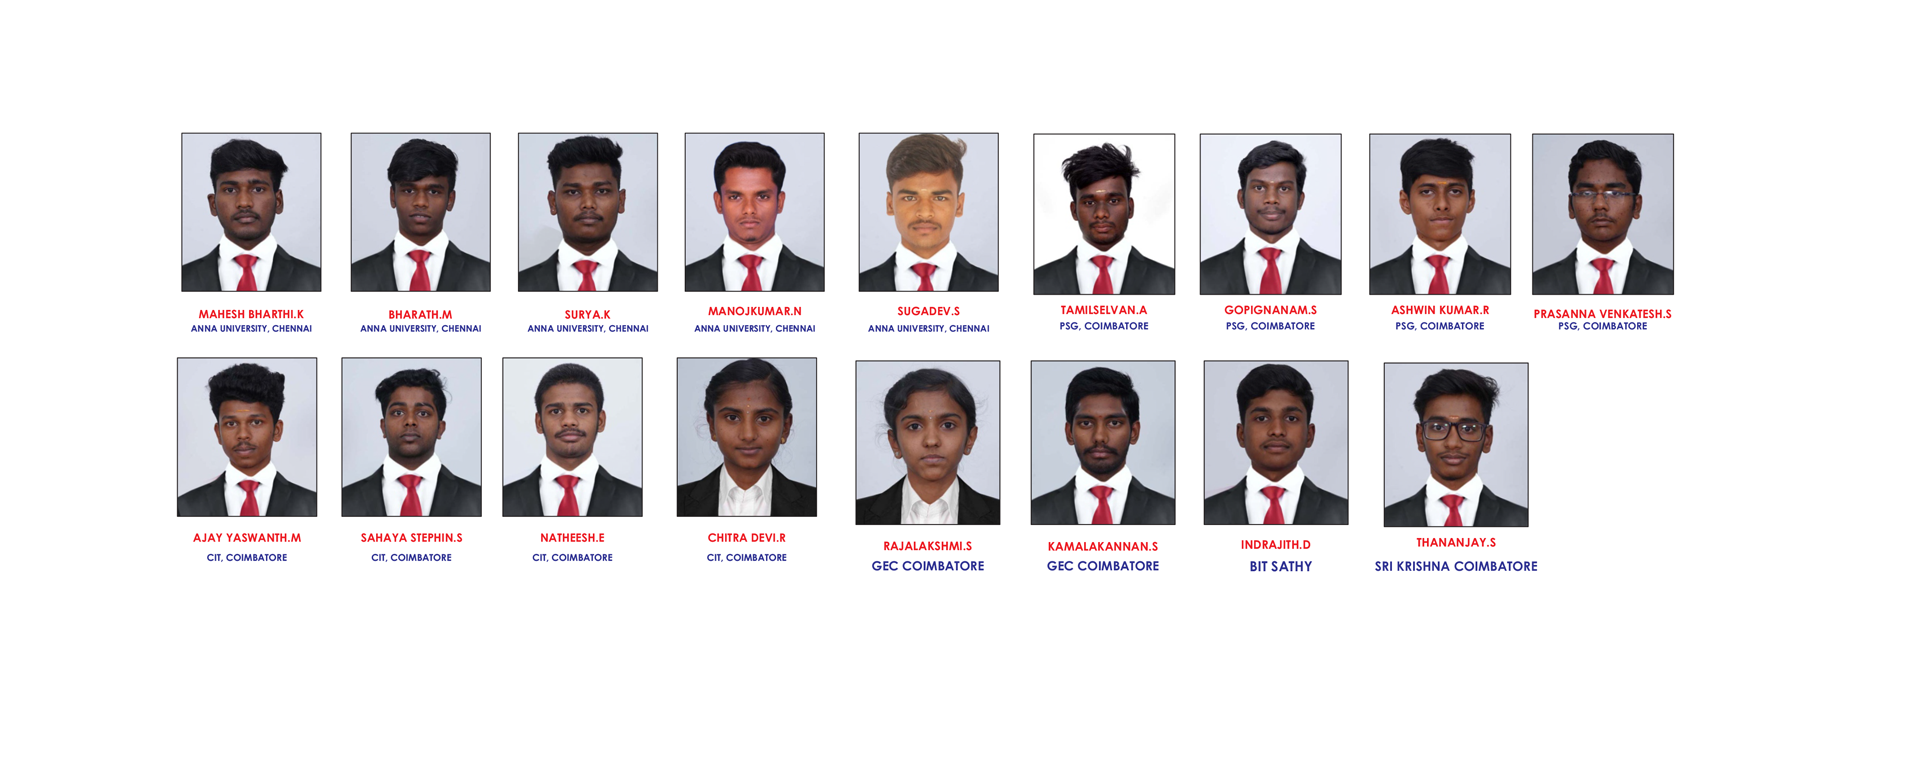 MAHESH BHARTHI.K
ANNA UNIVERSITY, CHENNAI
BHARATH.M
ANNA UNIVERSITY, CHENNAI
SURYA.K
ANNA UNIVERSITY, CHENNAI
MANOJKUMAR.N
ANNA UNIVERSITY, CHENNAI
SUGADEV.S
ANNA UNIVERSITY, CHENNAI
TAMILSELVAN.A
PSG, COIMBATORE
GOPIGNANAM.S
PSG, COIMBATORE
ASHWIN KUMAR.R
PSG, COIMBATORE
PRASANNA VENKATESH.S
PSG, COIMBATORE
AJAY YASWANTH.M
CIT, COIMBATORE
SAHAYA STEPHIN.S
CIT, COIMBATORE
NATHEESH.E
CIT, COIMBATORE
CHITRA DEVI.R
CIT, COIMBATORE
RAJALAKSHMI.S
GEC COIMBATORE
KAMALAKANNAN.S
GEC COIMBATORE
INDRAJITH.D
BIT SATHY
THANANJAY.S
SRI KRISHNA COIMBATORE